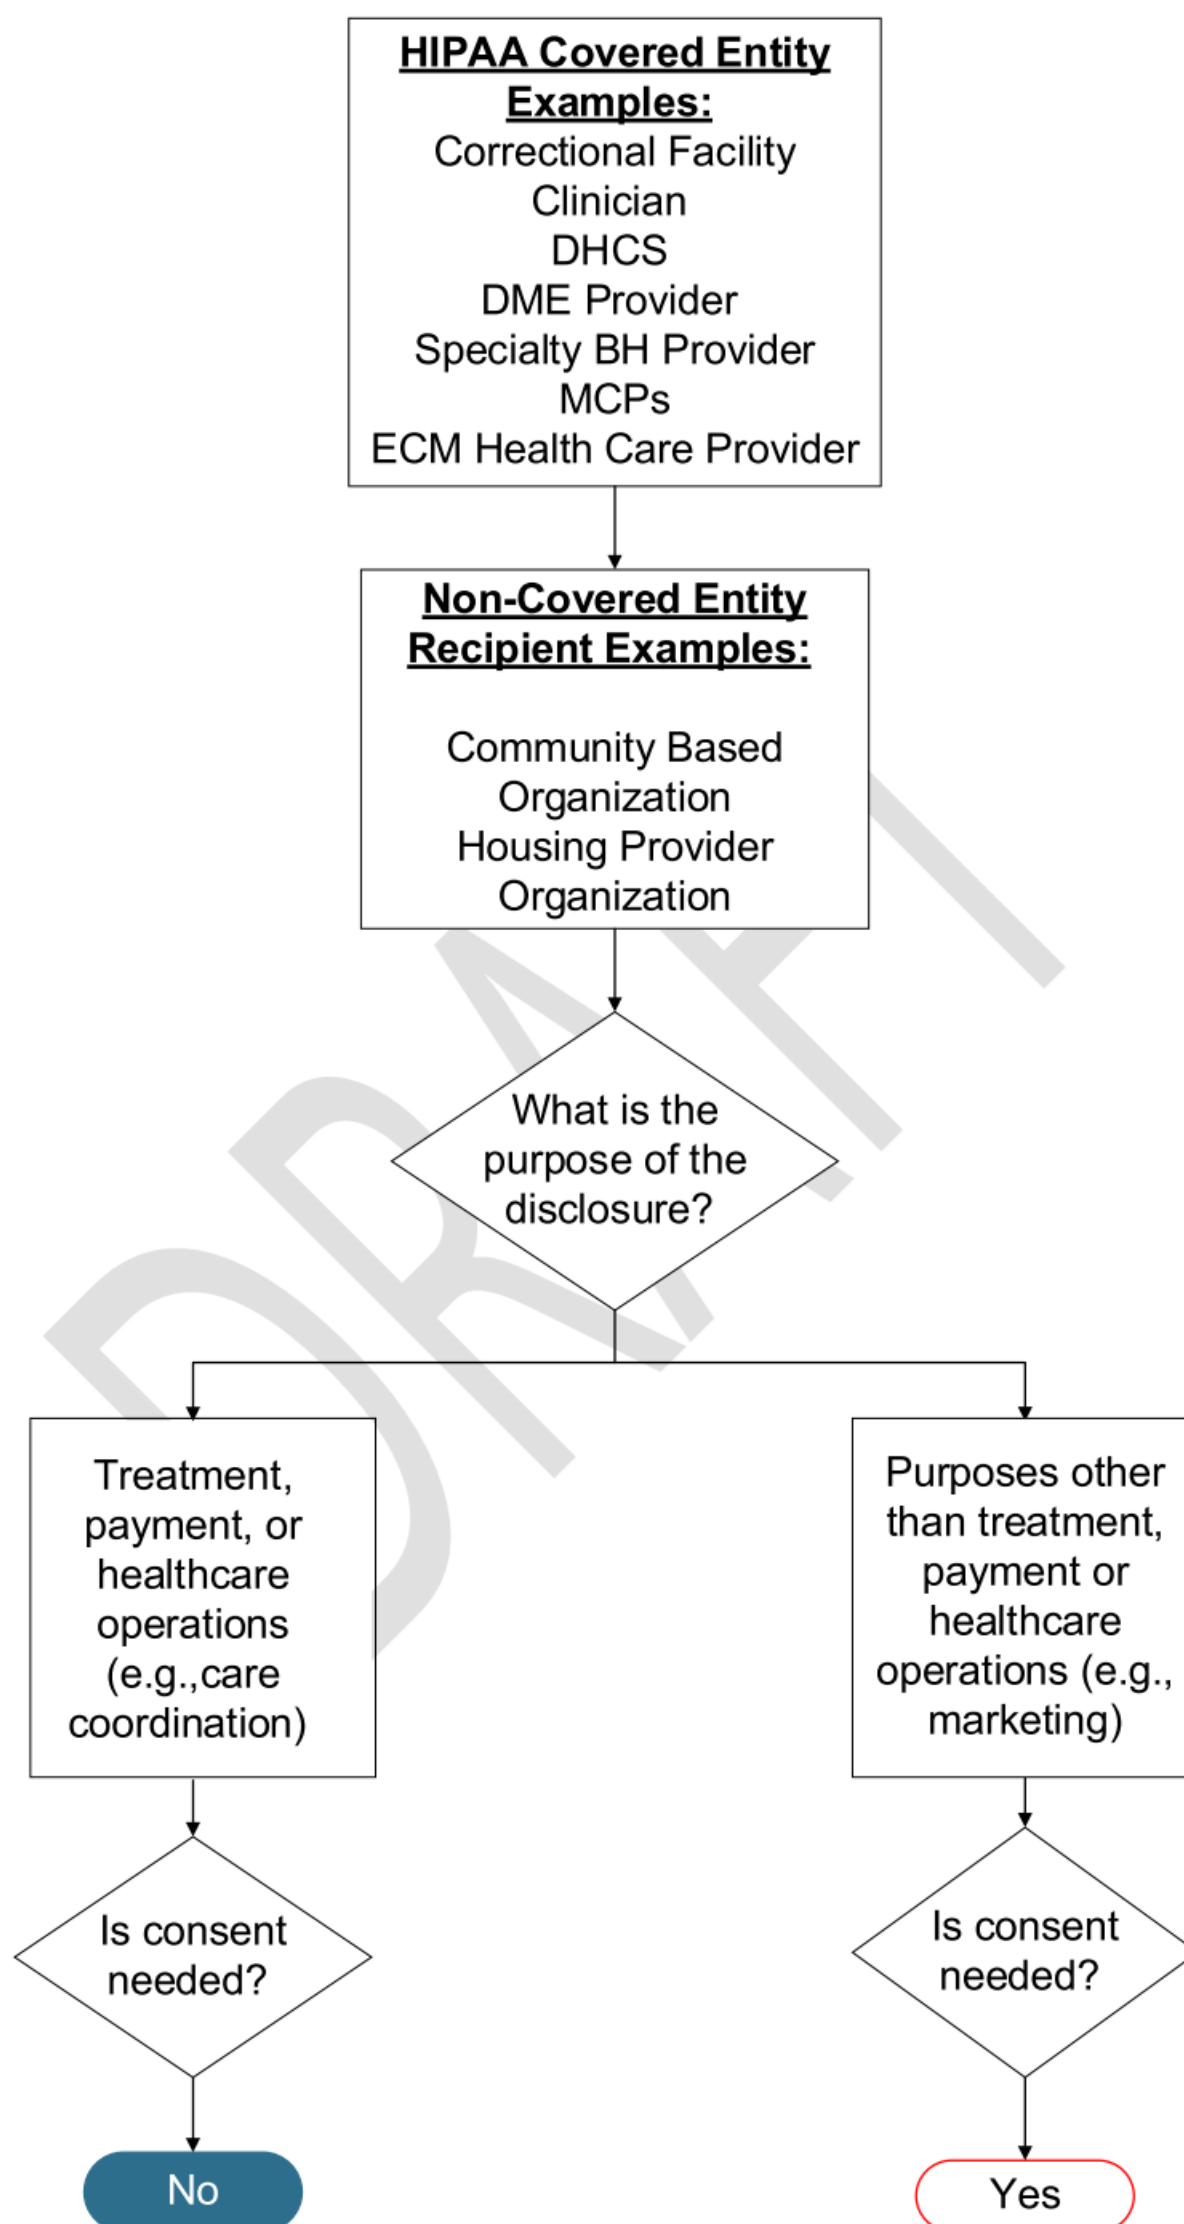 HIPAA Covered Entity
Examples:
Correctional Facility
Clinician
DHCS
DME Provider
Specialty BH Provider
MCPs
ECM Health Care Provider
Non-Covered Entity
Recipient Examples:
Community Based
Organization
Housing Provider
Organization
DRAFT
What is the
purpose of the
disclosure?
Treatment,
payment, or
healthcare
operations
(e.g.,care
coordination)
Purposes other
than treatment,
payment or
healthcare
operations (e.g.,
marketing)
Is consent
needed?
Is consent
needed?
No
Yes